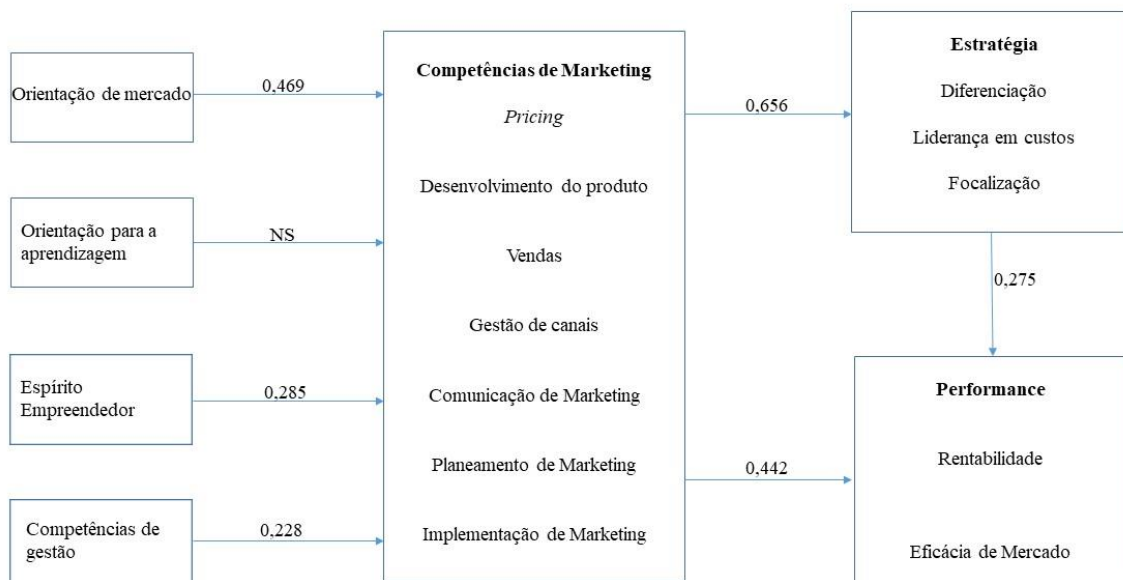 Orientação de mercado
0,469
Orientação para a
aprendizagem
NS
Espírito
Empreendedor
0,285
Competências de
gestão
0,228
Competências de Marketing
Pricing
Desenvolvimento do produto
Vendas
Gestão de canais
Comunicação de Marketing
Planeamento de Marketing
Implementação de Marketing
0,656
0,442
Estratégia
Diferenciação
Liderança em custos
Focalização
0,275
Performance
Rentabilidade
Eficácia de Mercado